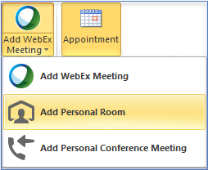 Add WebEx
Meeting
Appointment
Add WebEx Meeting
Add Personal Room
Add Personal Conference Meeting